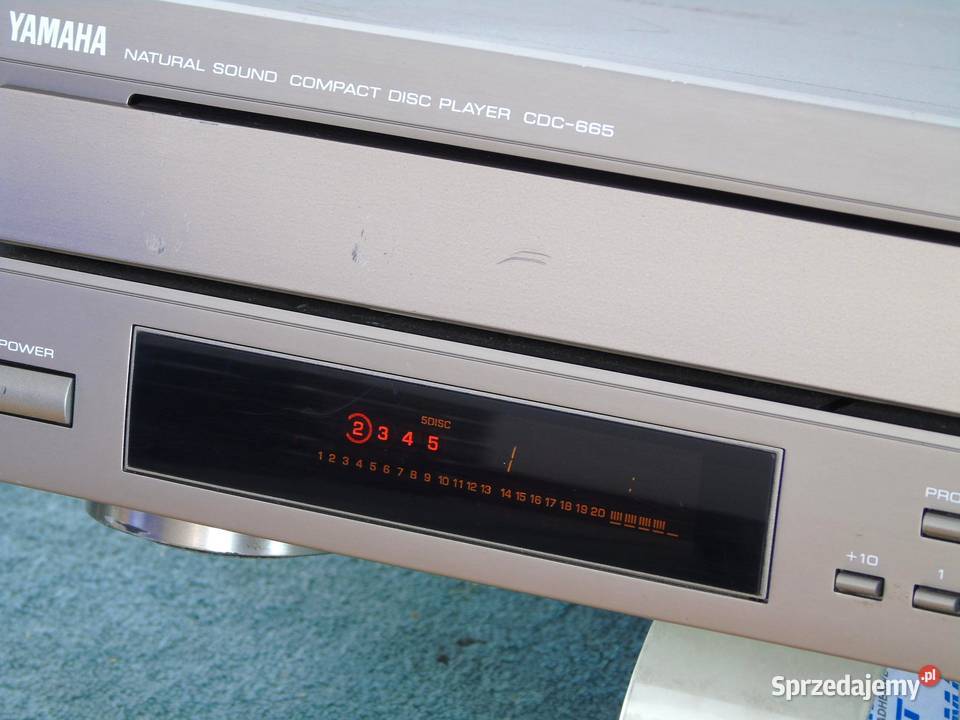 YAMAHA NATURAL SOUND COMPACT DISC PLAYER CDC-665
POWER
5DISC
2 3 4 5
1 2 3 4 5 6 7 8 9 10 11 12 13 14 15 16 17 18 19 20
PRO
+10
1
Sprzedajemy.pl